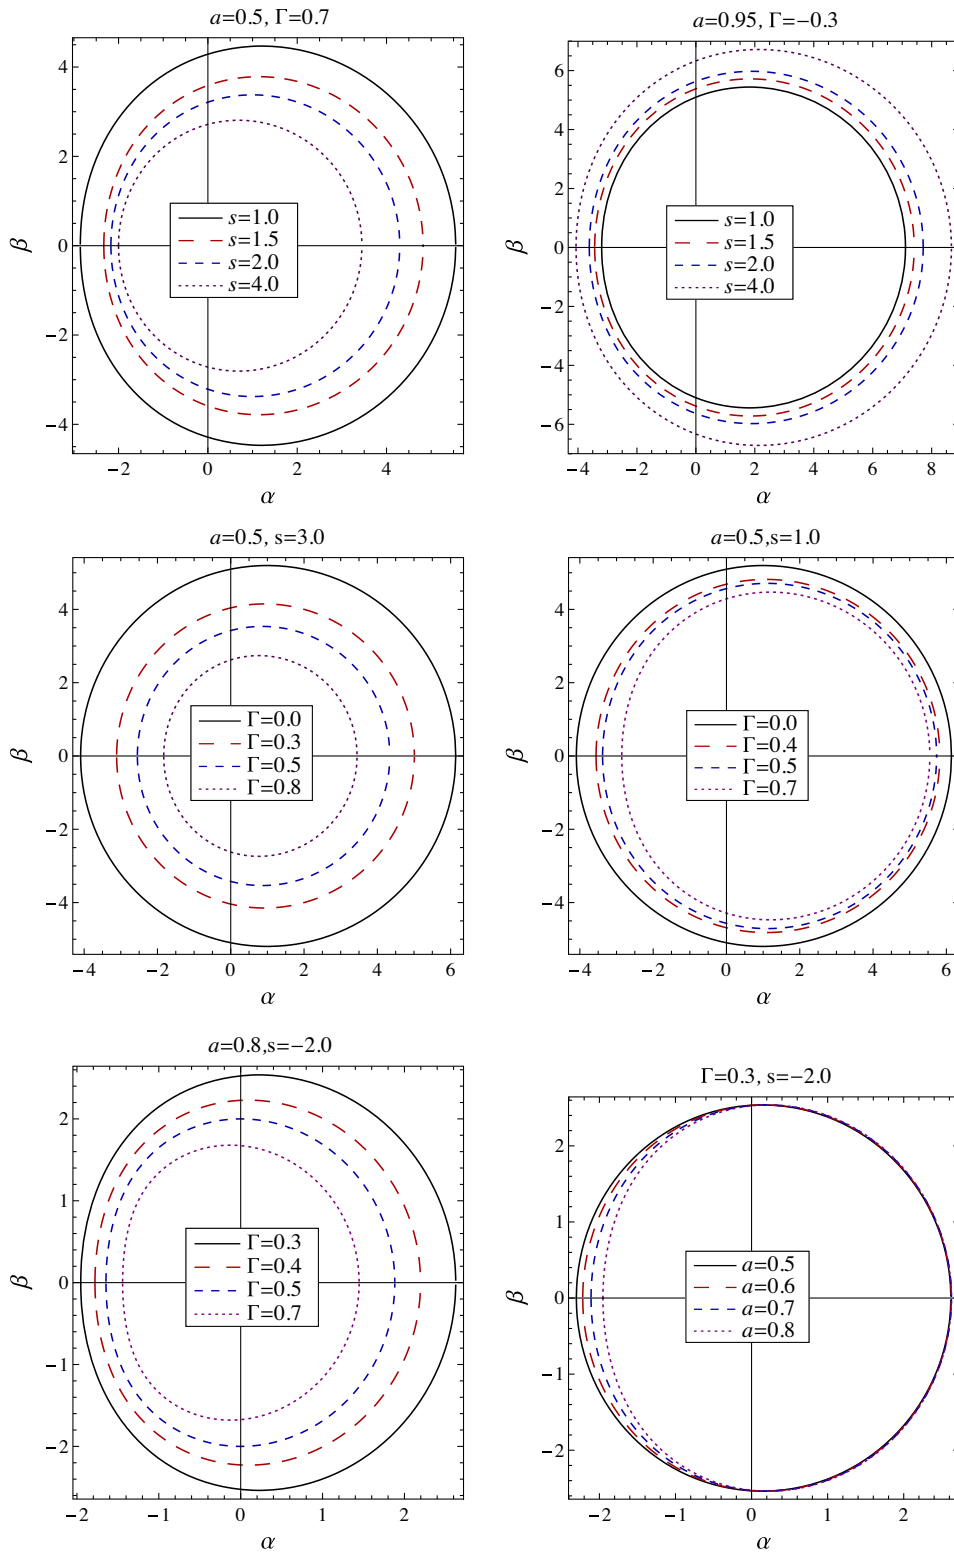 a=0.5, Γ=0.7
β
4
2
0
−2
−4
s=1.0
s=1.5
s=2.0
s=4.0
−2 0 2 4
α
a=0.95, Γ=−0.3
β
6
4
2
0
−2
−4
−6
s=1.0
s=1.5
s=2.0
s=4.0
−4 −2 0 2 4 6 8
α
a=0.5, s=3.0
β
4
2
0
−2
−4
Γ=0.0
Γ=0.3
Γ=0.5
Γ=0.8
−4 −2 0 2 4 6
α
a=0.5,s=1.0
β
4
2
0
−2
−4
Γ=0.0
Γ=0.4
Γ=0.5
Γ=0.7
−4 −2 0 2 4 6
α
a=0.8,s=−2.0
β
2
1
0
−1
−2
Γ=0.3
Γ=0.4
Γ=0.5
Γ=0.7
−2 −1 0 1 2
α
Γ=0.3, s=−2.0
β
2
1
0
−1
−2
a=0.5
a=0.6
a=0.7
a=0.8
−2 −1 0 1 2
α